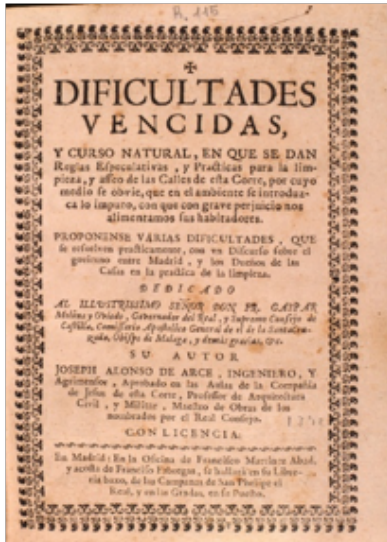 R. 115
✠
DIFICULTADES
VENCIDAS,
Y CURSO NATURAL, EN QUE SE DAN
Reglas Especulativas, y Practicas para la lim-
pieza, y asseo de las Calles de esta Corte, por cuyo
medio se obvie, que en el ambiente se introduz-
ca lo impuro, con que con grave perjuicio nos
alimentamos sus habitadores.
PROPONENSE VARIAS DIFICULTADES, QUE
se resuelven practicamente, con un Discurso sobre el
govierno entre Madrid, y los Dueños de las
Casas en la practica de la limpieza.
DEDICADO
AL ILLUSTRISSIMO SEÑOR DON FR. GASPAR
Molina y Oviedo, Governador del Real, y Supremo Consejo de
Castilla, Comissario Apostolico General de el de la Santa Cru-
zada, Obispo de Malaga, y demás gracias, &c.
SU AUTOR
JOSEPH ALONSO DE ARCE, INGENIERO, Y
Agrimensor, Aprobado en las Aulas de la Compañia
de Jesus de esta Corte, Professor de Arquitectura
Civil, y Militar, Maestro de Obras de los
nombrados por el Real Consejo.
CON LICENCIA:
En Madrid: En la Oficina de Francisco Martinez Abad,
y acosta de Francisco Fabregas, se hallará en su Libre-
ria baxo, de las Campanas de San Phelipe el
Real, y en las Gradas, en su Puesto.